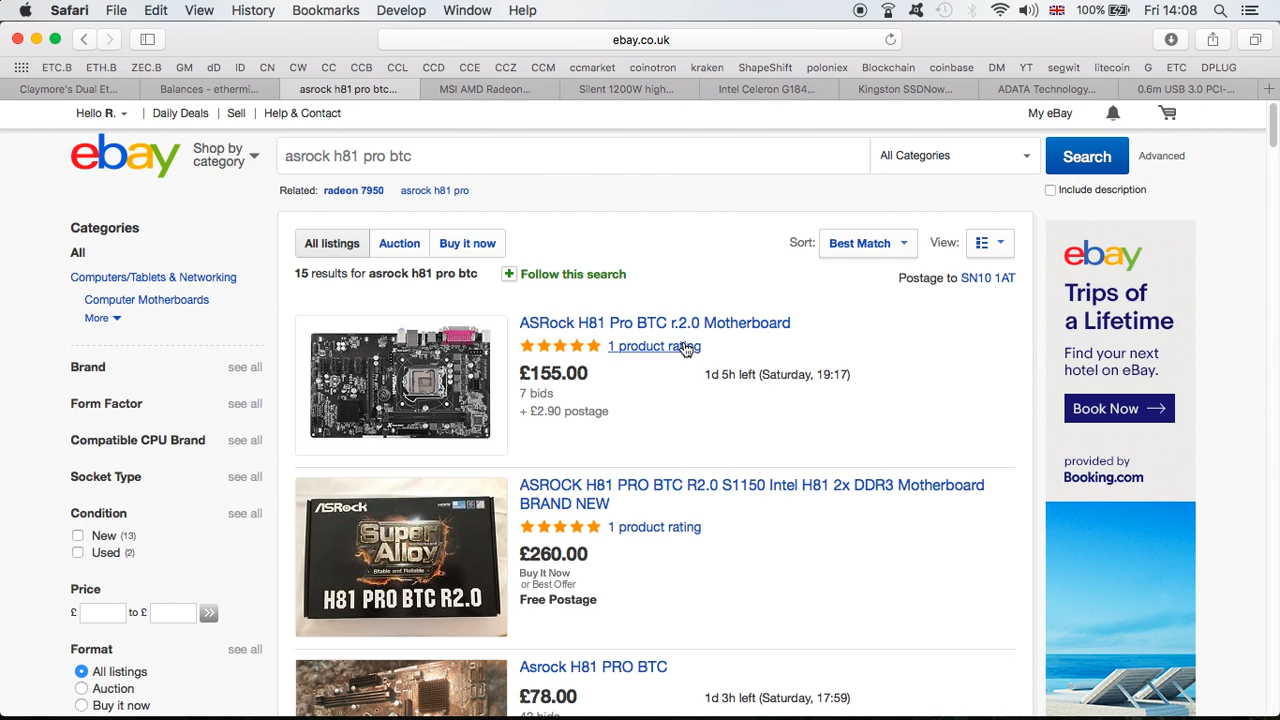 Safari File Edit View History Bookmarks Develop Window Help 100% Fri 14:08
ebay.co.uk
ETC.B ETH.B ZEC.B GM dD ID CN CW CC CCB CCL CCD CCE CCZ CCM ccmarket coinotron kraken ShapeShift poloniex Blockchain coinbase DM YT segwit litecoin G ETC DPLUG
Claymore's Dual Et... Balances - ethermi... asrock h81 pro btc... MSI AMD Radeon... Silent 1200W high... Intel Celeron G184... Kingston SSDNow... ADATA Technology... 0.6m USB 3.0 PCI-...
Hello R. Daily Deals Sell Help & Contact My eBay
ebay Shop by category asrock h81 pro btc All Categories Search Advanced
Related: radeon 7950 asrock h81 pro Include description
Categories
All
Computers/Tablets & Networking
Computer Motherboards
More
Brand see all
Form Factor see all
Compatible CPU Brand see all
Socket Type see all
Condition see all
New (13)
Used (2)
Price
£ to £
Format see all
All listings
Auction
Buy it now
All listings Auction Buy it now Sort: Best Match View:
15 results for asrock h81 pro btc Follow this search Postage to SN10 1AT
ASRock H81 Pro BTC r.2.0 Motherboard
1 product rating
£155.00 1d 5h left (Saturday, 19:17)
7 bids
+ £2.90 postage
ASRock
Super
Alloy
Stable and Reliable
H81 PRO BTC R2.0
ASROCK H81 PRO BTC R2.0 S1150 Intel H81 2x DDR3 Motherboard
BRAND NEW
1 product rating
£260.00
Buy It Now
or Best Offer
Free Postage
Asrock H81 PRO BTC
£78.00 1d 3h left (Saturday, 17:59)
ebay
Trips of
a Lifetime
Find your next
hotel on eBay.
Book Now
provided by
Booking.com